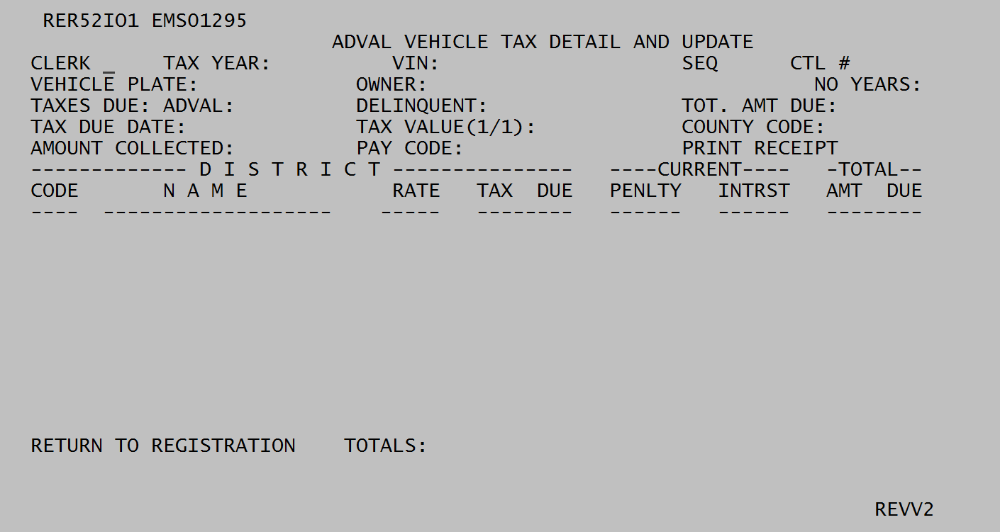 RER52IO1 EMSO1295
ADVAL VEHICLE TAX DETAIL AND UPDATE
CLERK _ TAX YEAR: VIN: SEQ CTL #
VEHICLE PLATE: OWNER: NO YEARS:
TAXES DUE: ADVAL: DELINQUENT: TOT. AMT DUE:
TAX DUE DATE: TAX VALUE(1/1): COUNTY CODE:
AMOUNT COLLECTED: PAY CODE: PRINT RECEIPT
------------- D I S T R I C T --------------- ----CURRENT---- -TOTAL--
CODE N A M E RATE TAX DUE PENLTY INTRST AMT DUE
---- ------------------- ----- -------- ------ ------ --------
RETURN TO REGISTRATION TOTALS:
REVV2